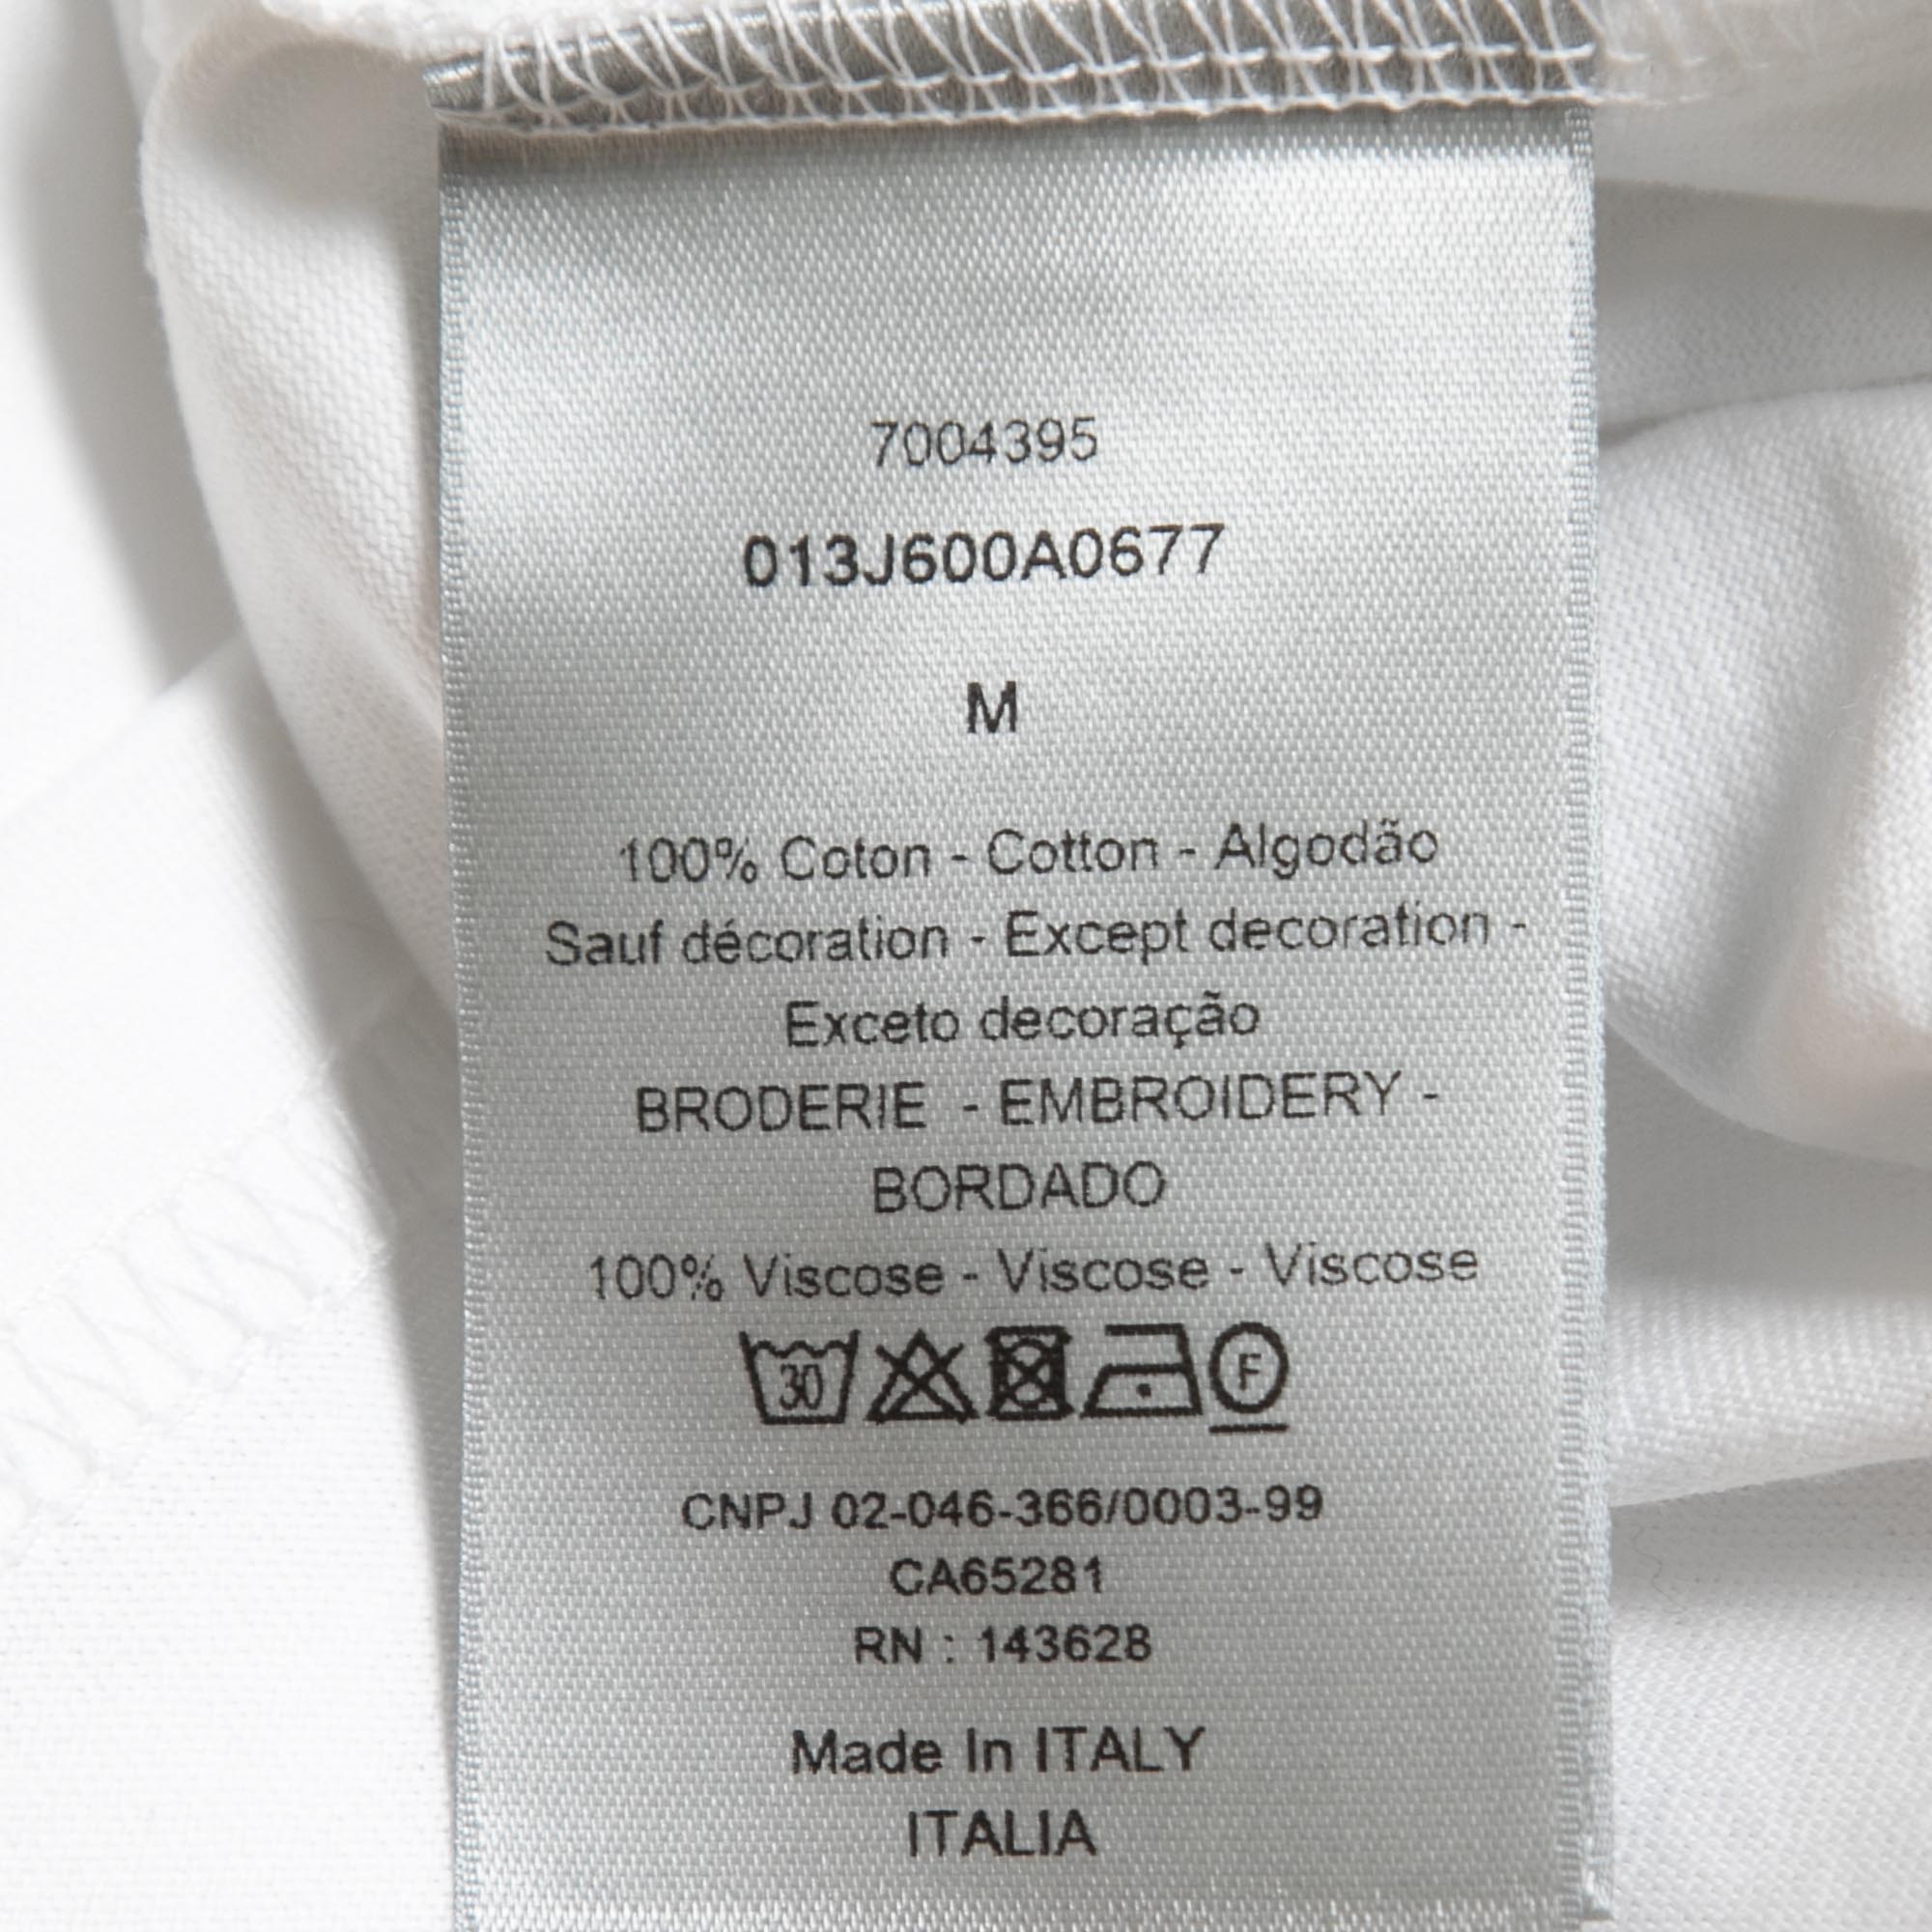 7004395
013J600A0677
M
100% Coton - Cotton - Algodão
Sauf décoration - Except decoration -
Exceto decoração
BRODERIE - EMBROIDERY -
BORDADO
100% Viscose - Viscose - Viscose
30 F
CNPJ 02-046-366/0003-99
CA65281
RN : 143628
Made In ITALY
ITALIA